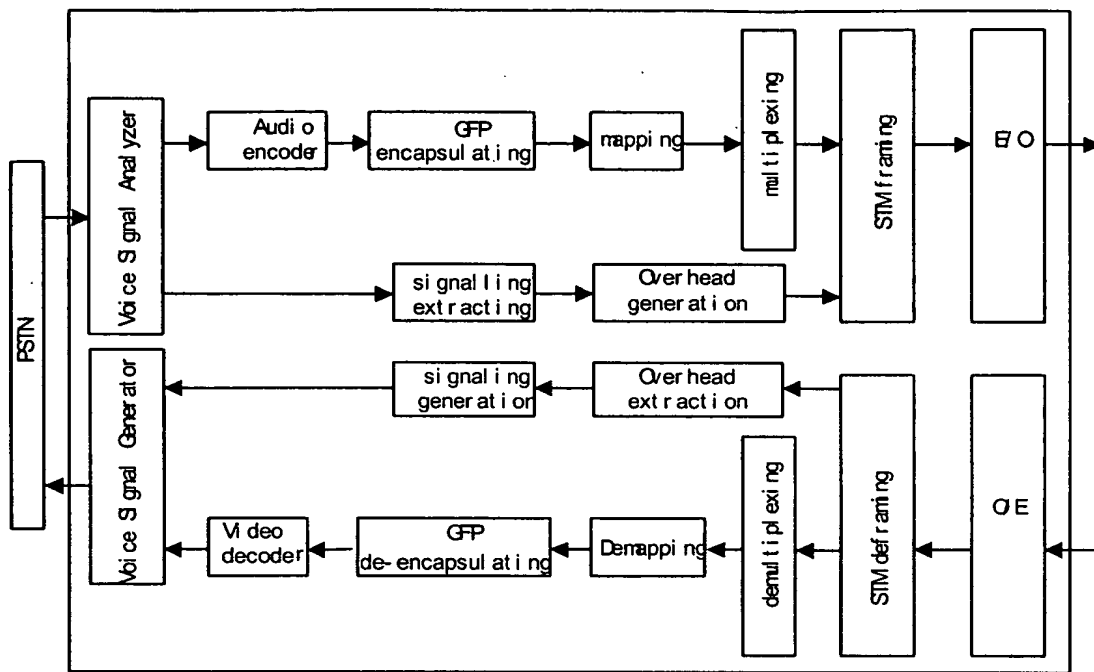 PSTN
Voice Signal Analyzer
Audio
encoder
GFP
encapsulating
mapping
multiplexing
STM framing
E/O
signalling
extracting
Overhead
generation
Voice Signal Generator
signaling
generation
Overhead
extraction
Video
decoder
GFP
de-encapsulating
Demapping
demultiplexing
STM deframing
O/E